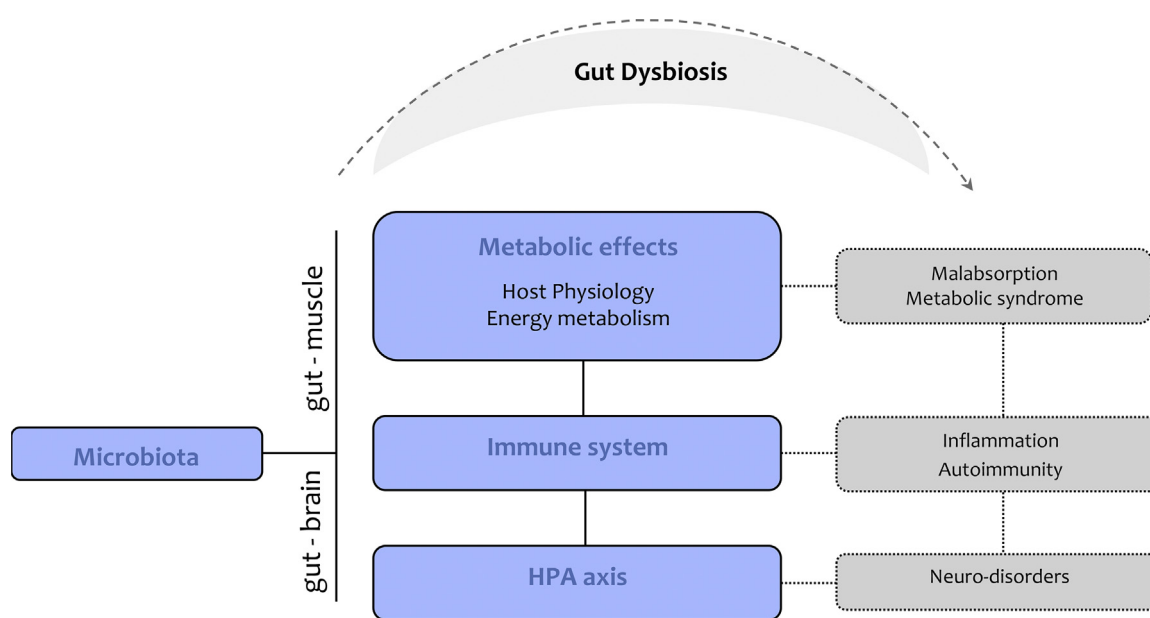 Gut Dysbiosis
Metabolic effects
Host Physiology
Energy metabolism
Malabsorption
Metabolic syndrome
gut - muscle
Microbiota
Immune system
Inflammation
Autoimmunity
gut - brain
HPA axis
Neuro-disorders